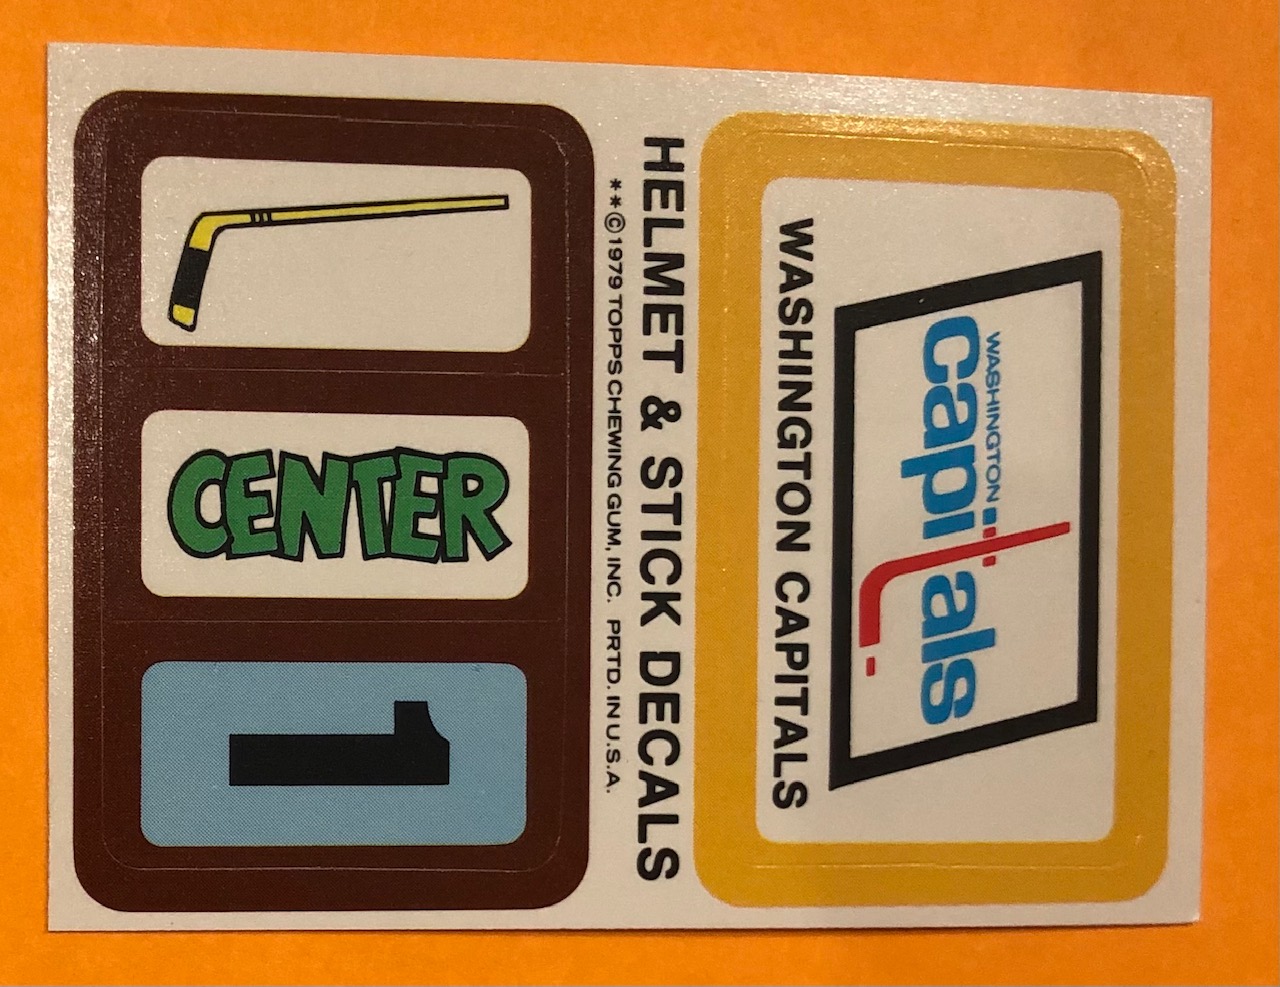 WASHINGTON
capitals
WASHINGTON CAPITALS
HELMET & STICK DECALS
**©1979 TOPPS CHEWING GUM, INC. PRTD. IN U.S.A.
CENTER
1